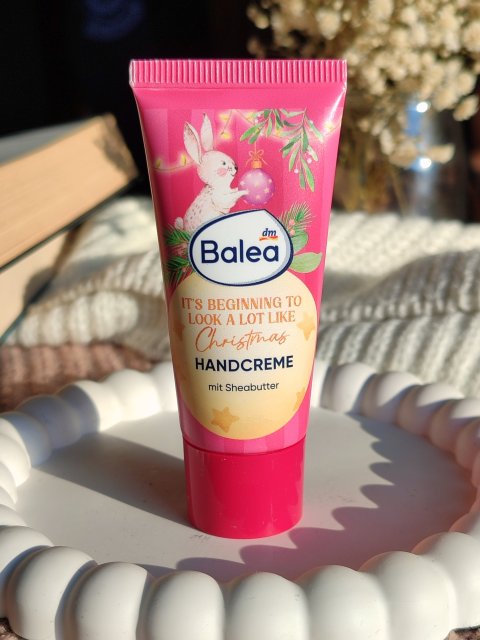 dm
Balea
IT'S BEGINNING TO
LOOK A LOT LIKE
Christmas
HANDCREME
mit Sheabutter